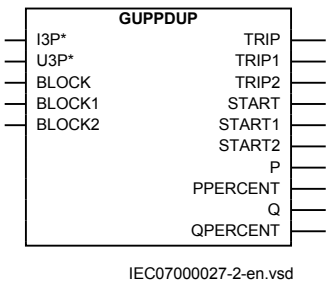 GUPPDUP
I3P* TRIP
U3P* TRIP1
BLOCK TRIP2
BLOCK1 START
BLOCK2 START1
START2
P
PPERCENT
Q
QPERCENT
IEC07000027-2-en.vsd